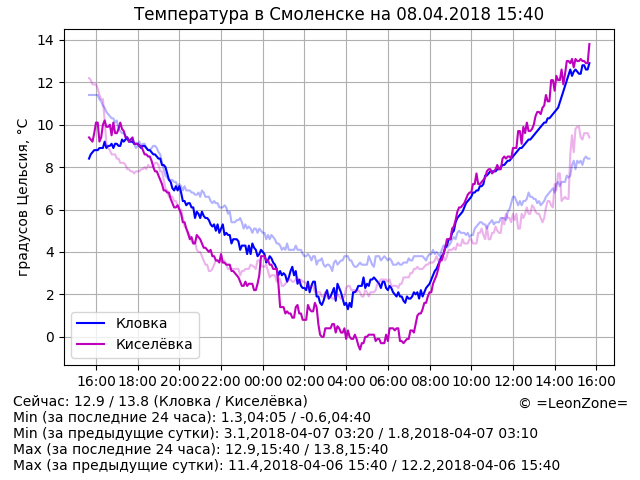 Температура в Смоленске на 08.04.2018 15:40
градусов Цельсия, °C
14
12
10
8
6
4
2
0
Кловка
Киселёвка
16:00 18:00 20:00 22:00 00:00 02:00 04:00 06:00 08:00 10:00 12:00 14:00 16:00
Сейчас: 12.9 / 13.8 (Кловка / Киселёвка)
© =LeonZone=
Min (за последние 24 часа): 1.3,04:05 / -0.6,04:40
Min (за предыдущие сутки): 3.1,2018-04-07 03:20 / 1.8,2018-04-07 03:10
Max (за последние 24 часа): 12.9,15:40 / 13.8,15:40
Max (за предыдущие сутки): 11.4,2018-04-06 15:40 / 12.2,2018-04-06 15:40